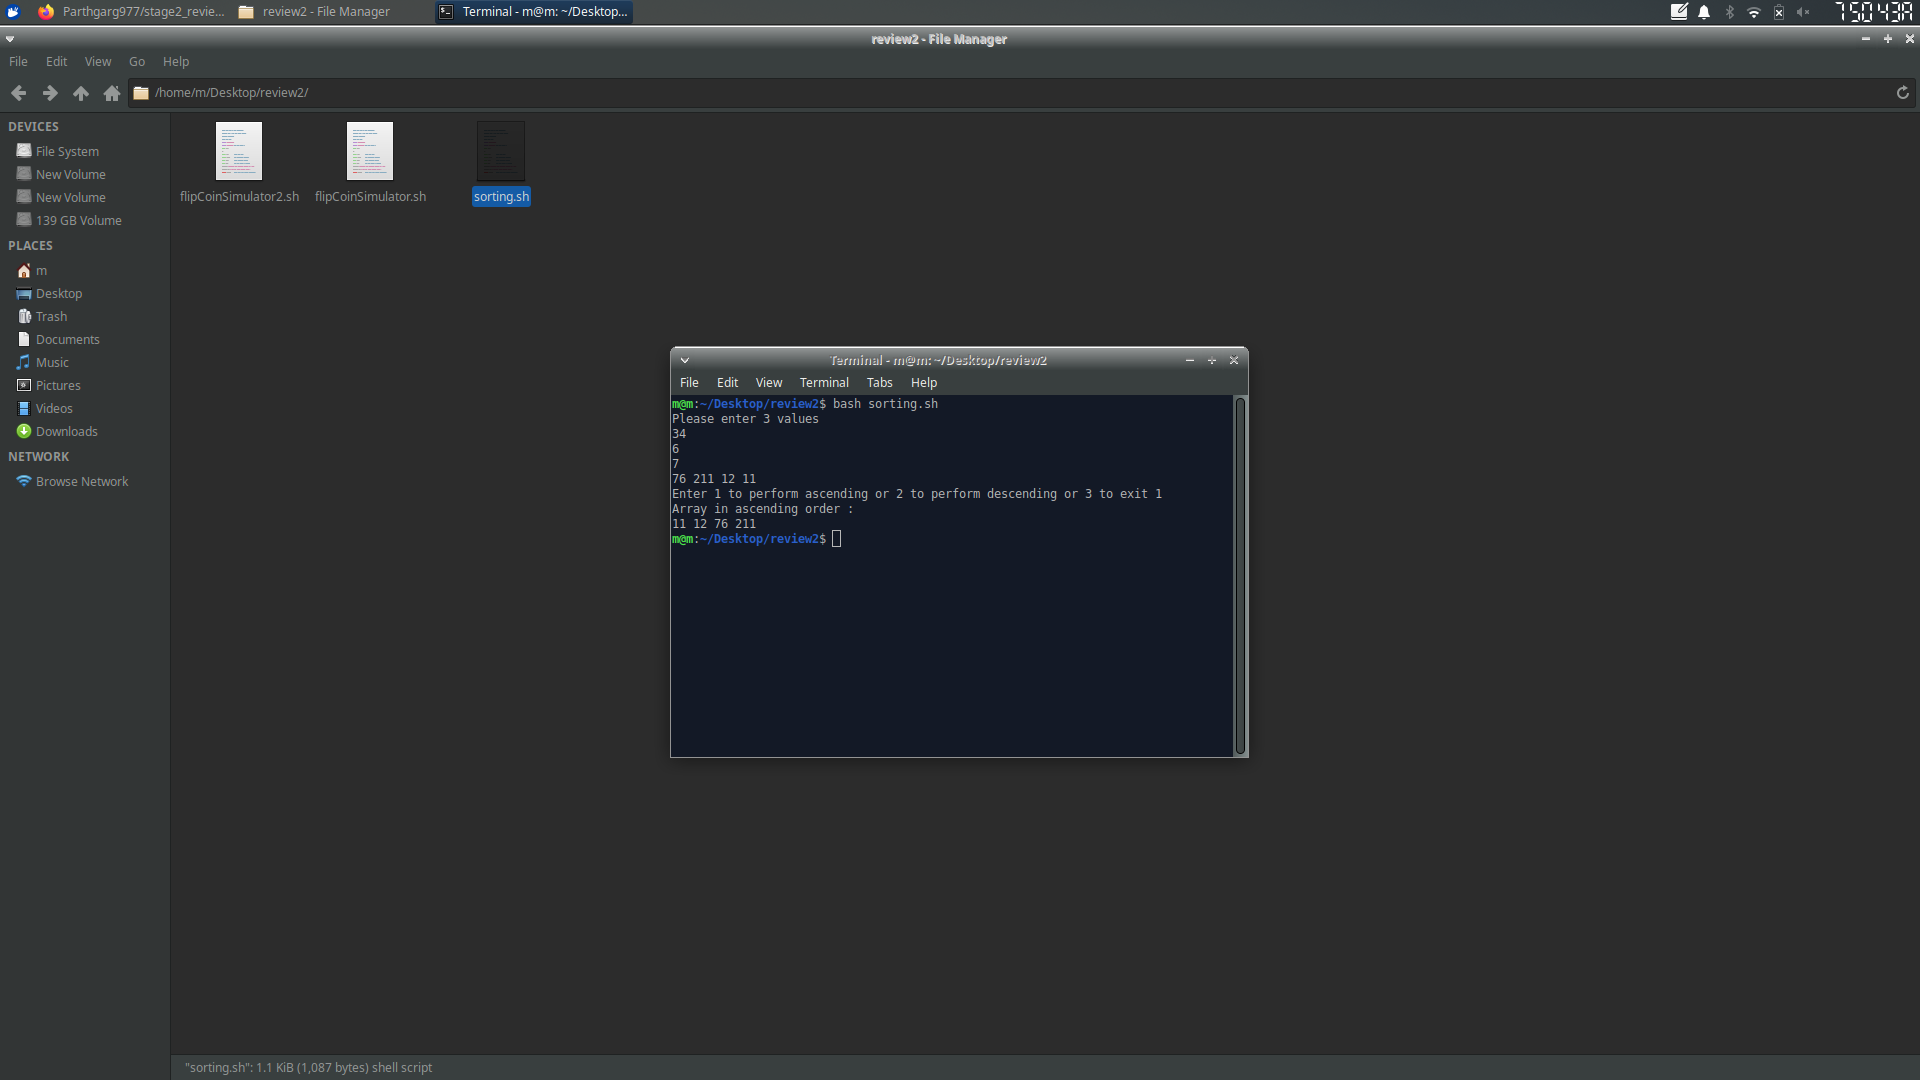 Parthgarg977/stage2_revie...
review2 - File Manager
Terminal - m@m: ~/Desktop...
review2 - File Manager
File Edit View Go Help
/home/m/Desktop/review2/
DEVICES
File System
New Volume
New Volume
139 GB Volume
PLACES
m
Desktop
Trash
Documents
Music
Pictures
Videos
Downloads
NETWORK
Browse Network
flipCoinSimulator2.sh
flipCoinSimulator.sh
sorting.sh
Terminal - m@m: ~/Desktop/review2
File Edit View Terminal Tabs Help
m@m:~/Desktop/review2$ bash sorting.sh
Please enter 3 values
34
6
7
76 211 12 11
Enter 1 to perform ascending or 2 to perform descending or 3 to exit 1
Array in ascending order :
11 12 76 211
m@m:~/Desktop/review2$
"sorting.sh": 1.1 KiB (1,087 bytes) shell script